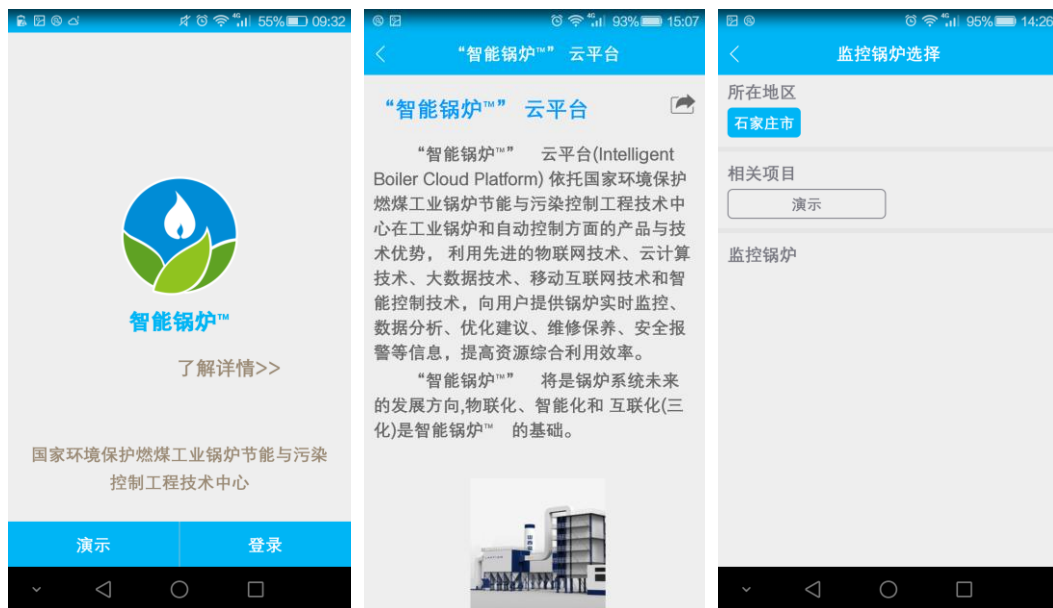 55% 09:32
智能锅炉™
了解详情>>
国家环境保护燃煤工业锅炉节能与污染
控制工程技术中心
演示
登录
93% 15:07
“智能锅炉™” 云平台
“智能锅炉™” 云平台
“智能锅炉™” 云平台(Intelligent
Boiler Cloud Platform) 依托国家环境保护
燃煤工业锅炉节能与污染控制工程技术中
心在工业锅炉和自动控制方面的产品与技
术优势， 利用先进的物联网技术、云计算
技术、大数据技术、移动互联网技术和智
能控制技术，向用户提供锅炉实时监控、
数据分析、优化建议、维修保养、安全报
警等信息，提高资源综合利用效率。
“智能锅炉™” 将是锅炉系统未来
的发展方向,物联化、智能化和 互联化(三
化)是智能锅炉™ 的基础。
95% 14:26
监控锅炉选择
所在地区
石家庄市
相关项目
演示
监控锅炉